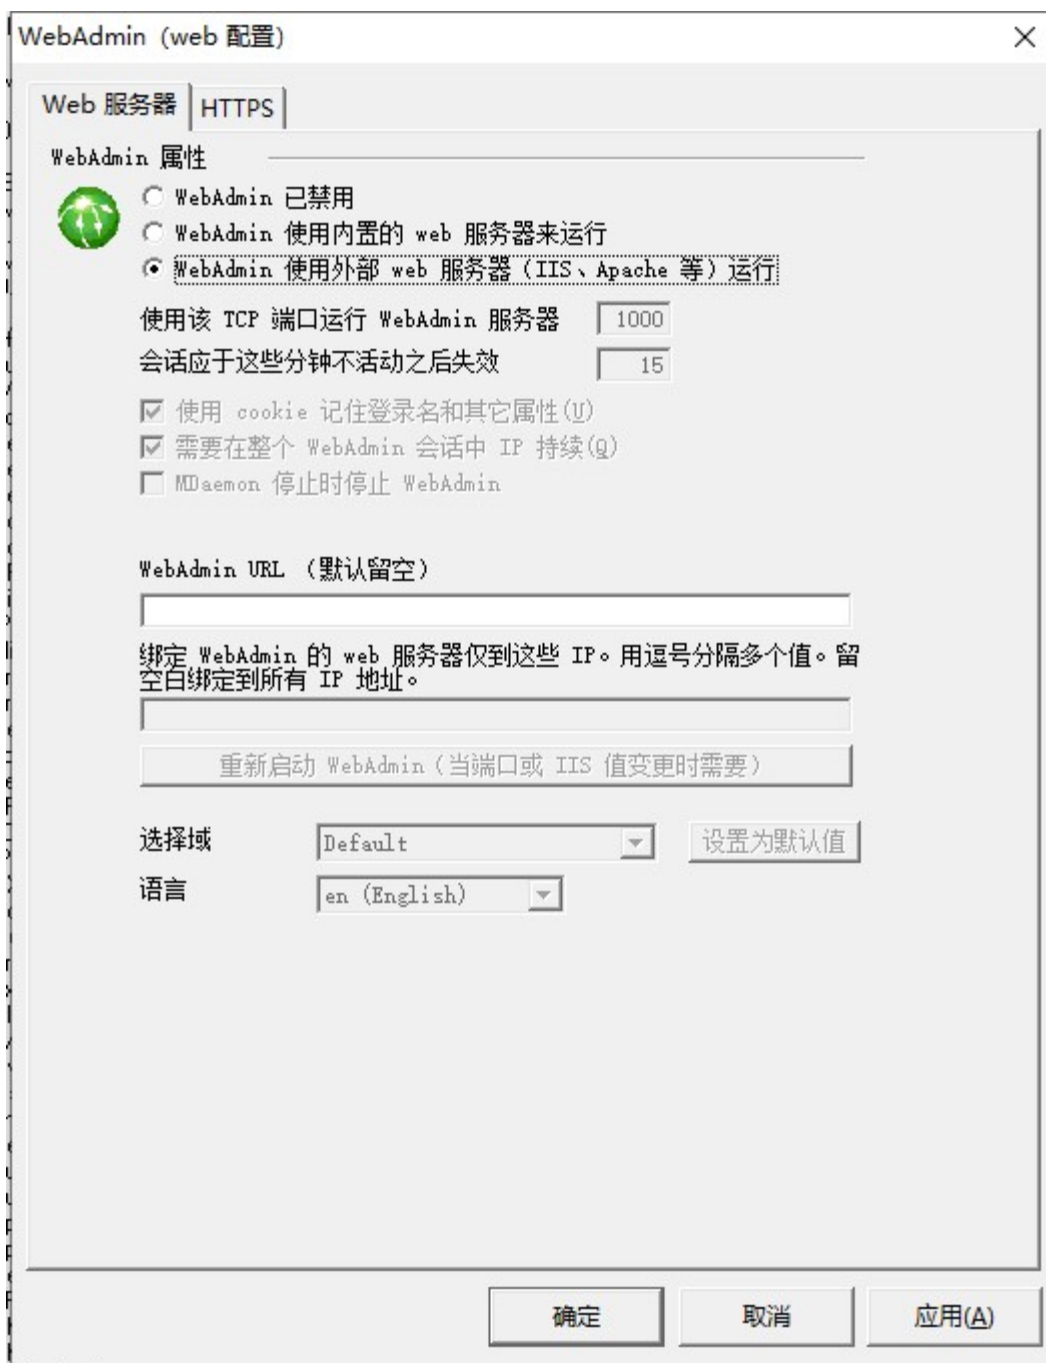 WebAdmin (web 配置)
Web 服务器
HTTPS
WebAdmin 属性
WebAdmin 已禁用
WebAdmin 使用内置的 web 服务器来运行
WebAdmin 使用外部 web 服务器（IIS、Apache 等）运行
使用该 TCP 端口运行 WebAdmin 服务器 1000
会话应于这些分钟不活动之后失效 15
使用 cookie 记住登录名和其它属性(U)
需要在整个 WebAdmin 会话中 IP 持续(Q)
MDaemon 停止时停止 WebAdmin
WebAdmin URL （默认留空）
绑定 WebAdmin 的 web 服务器仅到这些 IP。用逗号分隔多个值。留
空白绑定到所有 IP 地址。
重新启动 WebAdmin（当端口或 IIS 值变更时需要）
选择域 Default 设置为默认值
语言 en (English)
确定 取消 应用(A)